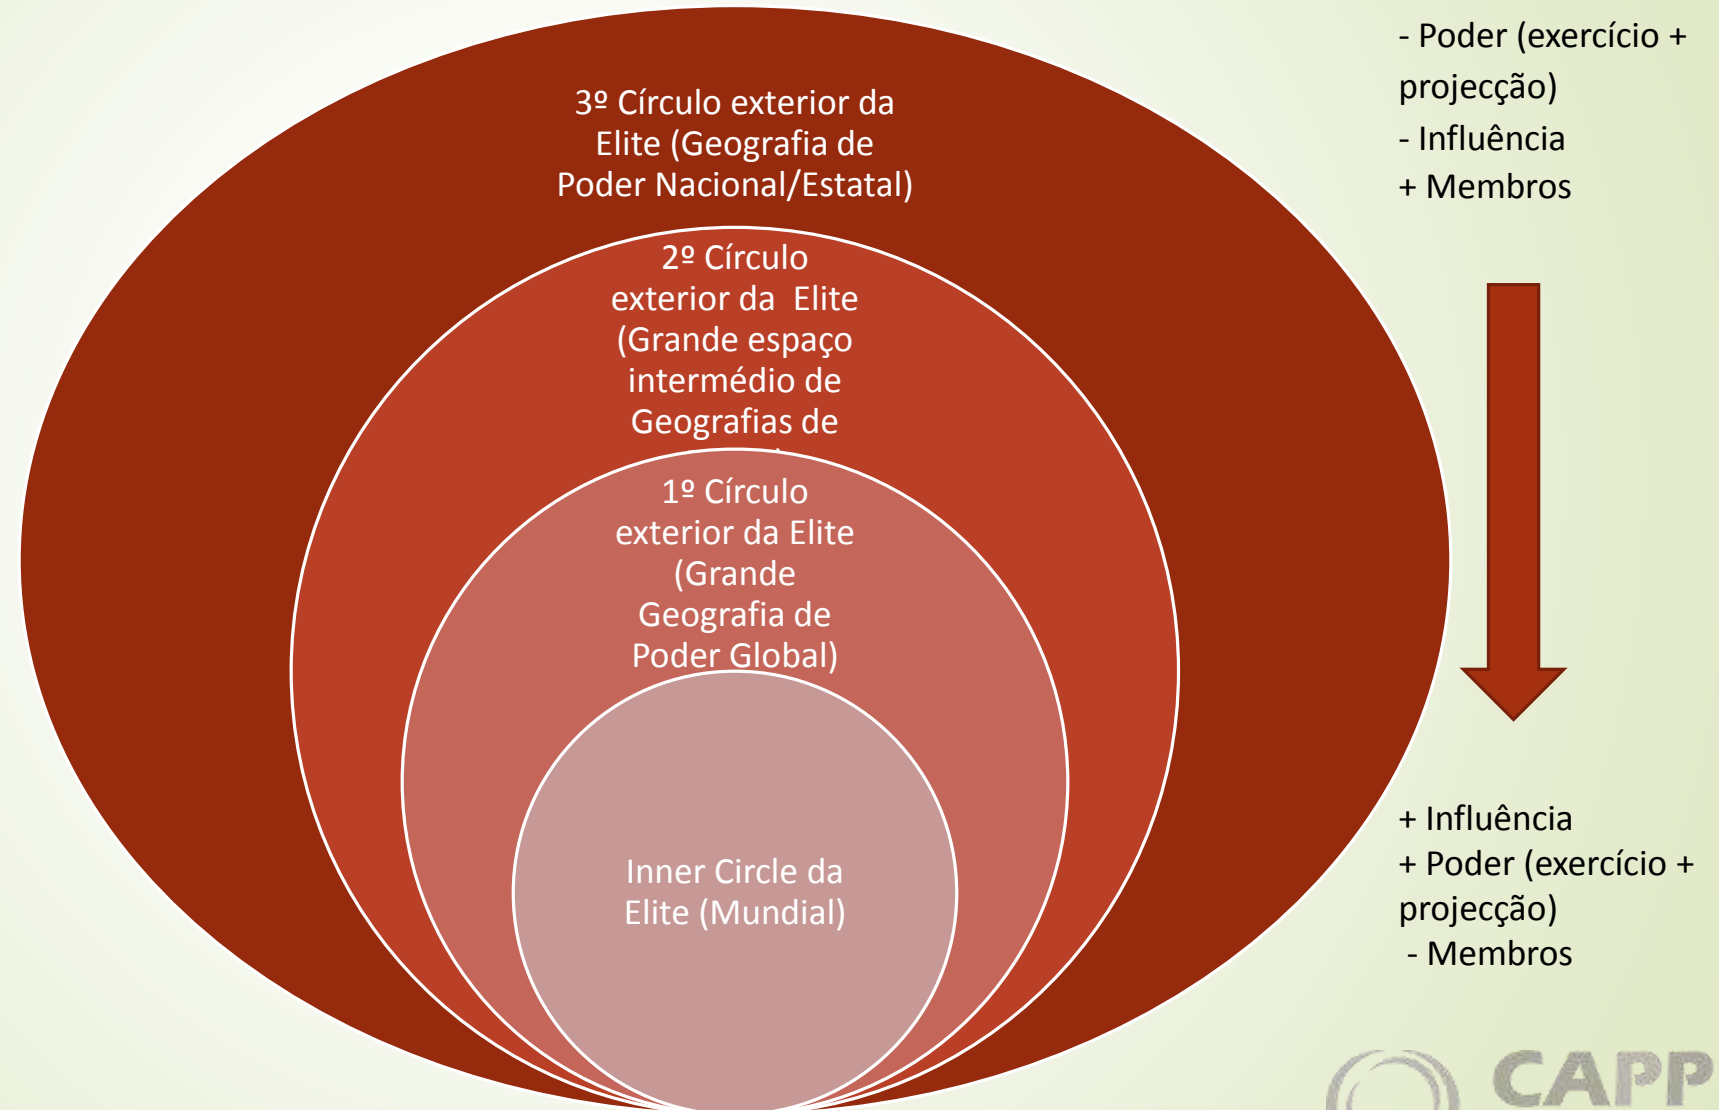 3º Círculo exterior da
Elite (Geografia de
Poder Nacional/Estatal)
2º Círculo
exterior da Elite
(Grande espaço
intermédio de
Geografias de
1º Círculo
exterior da Elite
(Grande
Geografia de
Poder Global)
Inner Circle da
Elite (Mundial)
- Poder (exercício +
projecção)
- Influência
+ Membros
+ Influência
+ Poder (exercício +
projecção)
- Membros
CAPP